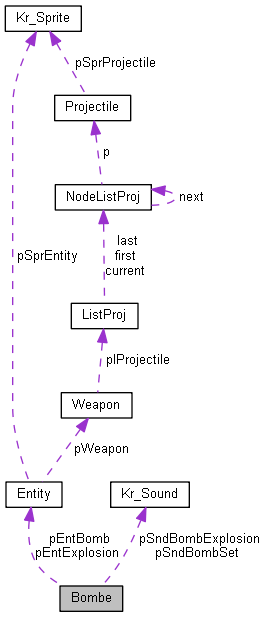 Kr_Sprite
pSprProjectile
Projectile
p
NodeListProj
next
pSprEntity
last
first
current
ListProj
plProjectile
Weapon
pWeapon
Entity
Kr_Sound
pEntBomb
pEntExplosion
pSndBombExplosion
pSndBombSet
Bombe